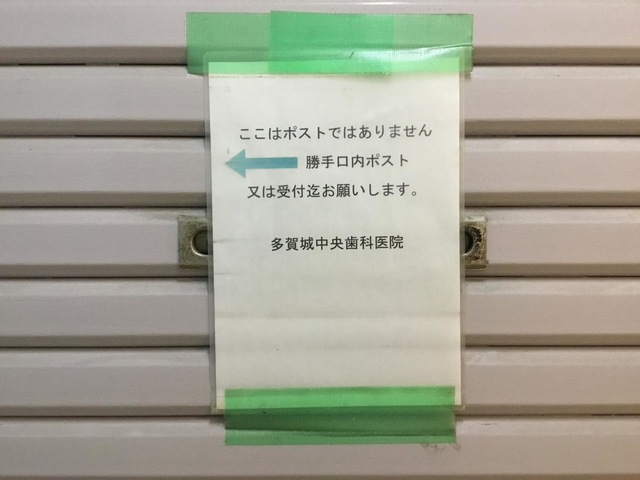 ここはポストではありません
勝手口内ポスト
又は受付迄お願いします。
多賀城中央歯科医院